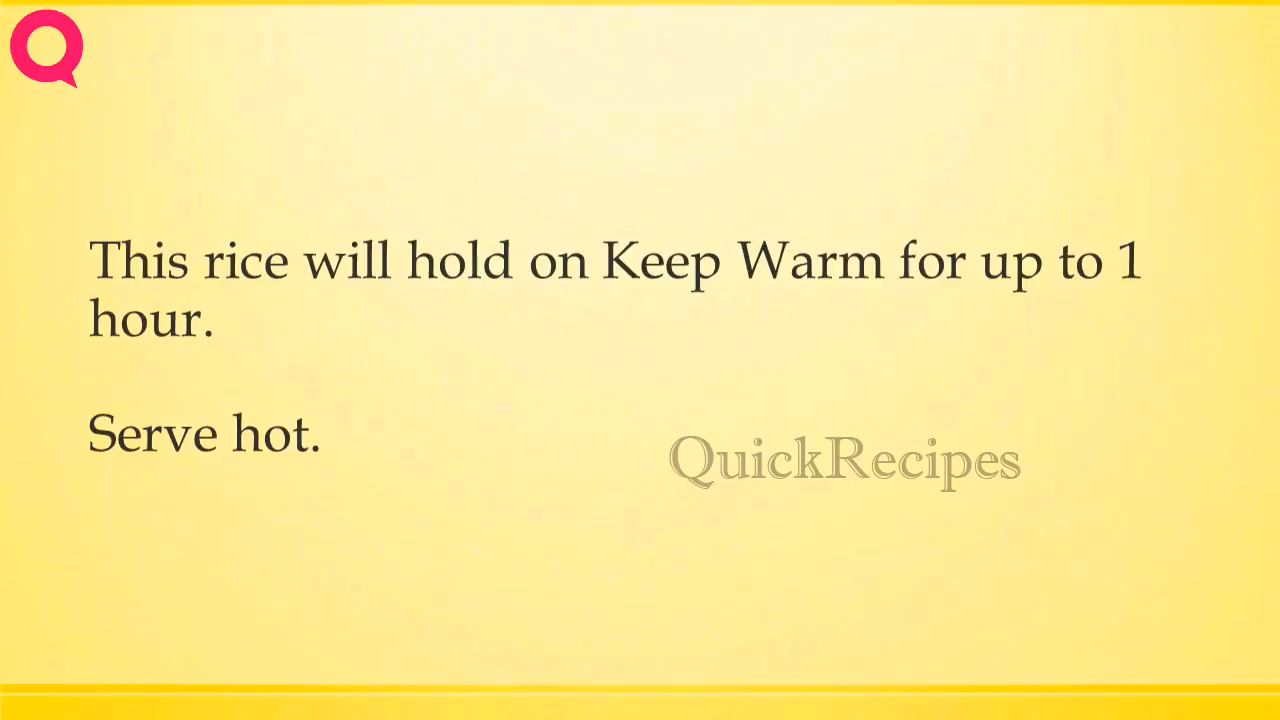 This rice will hold on Keep Warm for up to 1
hour.
Serve hot.
QuickRecipes